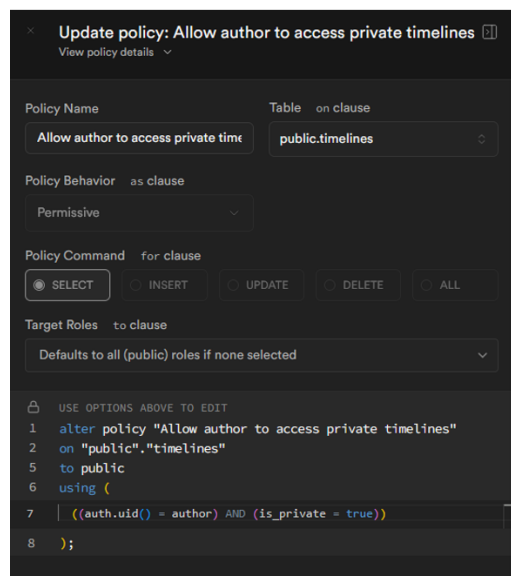 Update policy: Allow author to access private timelines
View policy details
Policy Name
Table on clause
Allow author to access private time
public.timelines
Policy Behavior as clause
Permissive
Policy Command for clause
SELECT INSERT UPDATE DELETE ALL
Target Roles to clause
Defaults to all (public) roles if none selected
USE OPTIONS ABOVE TO EDIT
1 alter policy "Allow author to access private timelines"
2 on "public"."timelines"
5 to public
6 using (
7 ((auth.uid() = author) AND (is_private = true))
8 );